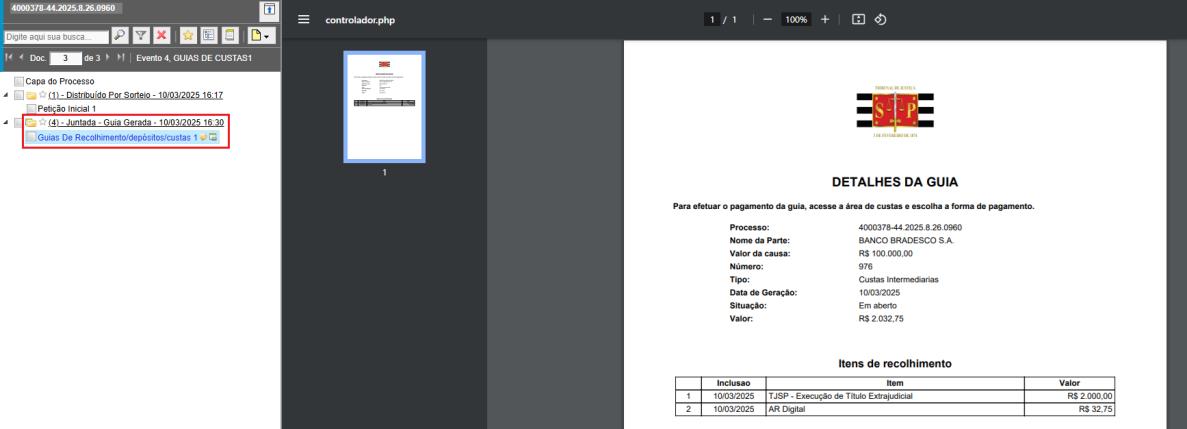 4000378-44.2025.8.26.0960
Digite aqui sua busca...
Doc. 3 de 3 Evento 4, GUIAS DE CUSTAS1
Capa do Processo
(1) - Distribuído Por Sorteio - 10/03/2025 16:17
Petição Inicial 1
(4) - Juntada - Guia Gerada - 10/03/2025 16:30
Guias De Recolhimento/depósitos/custas 1
controlador.php
1 / 1 — 100% +
1
TRIBUNAL DE JUSTIÇA
S P
3 DE FEVEREIRO DE 1874
DETALHES DA GUIA
Para efetuar o pagamento da guia, acesse a área de custas e escolha a forma de pagamento.
Processo: 4000378-44.2025.8.26.0960
Nome da Parte: BANCO BRADESCO S.A.
Valor da causa: R$ 100.000,00
Número: 976
Tipo: Custas Intermediarias
Data de Geração: 10/03/2025
Situação: Em aberto
Valor: R$ 2.032,75
Itens de recolhimento
Inclusao Item Valor
1 10/03/2025 TJSP - Execução de Título Extrajudicial R$ 2.000,00
2 10/03/2025 AR Digital R$ 32,75